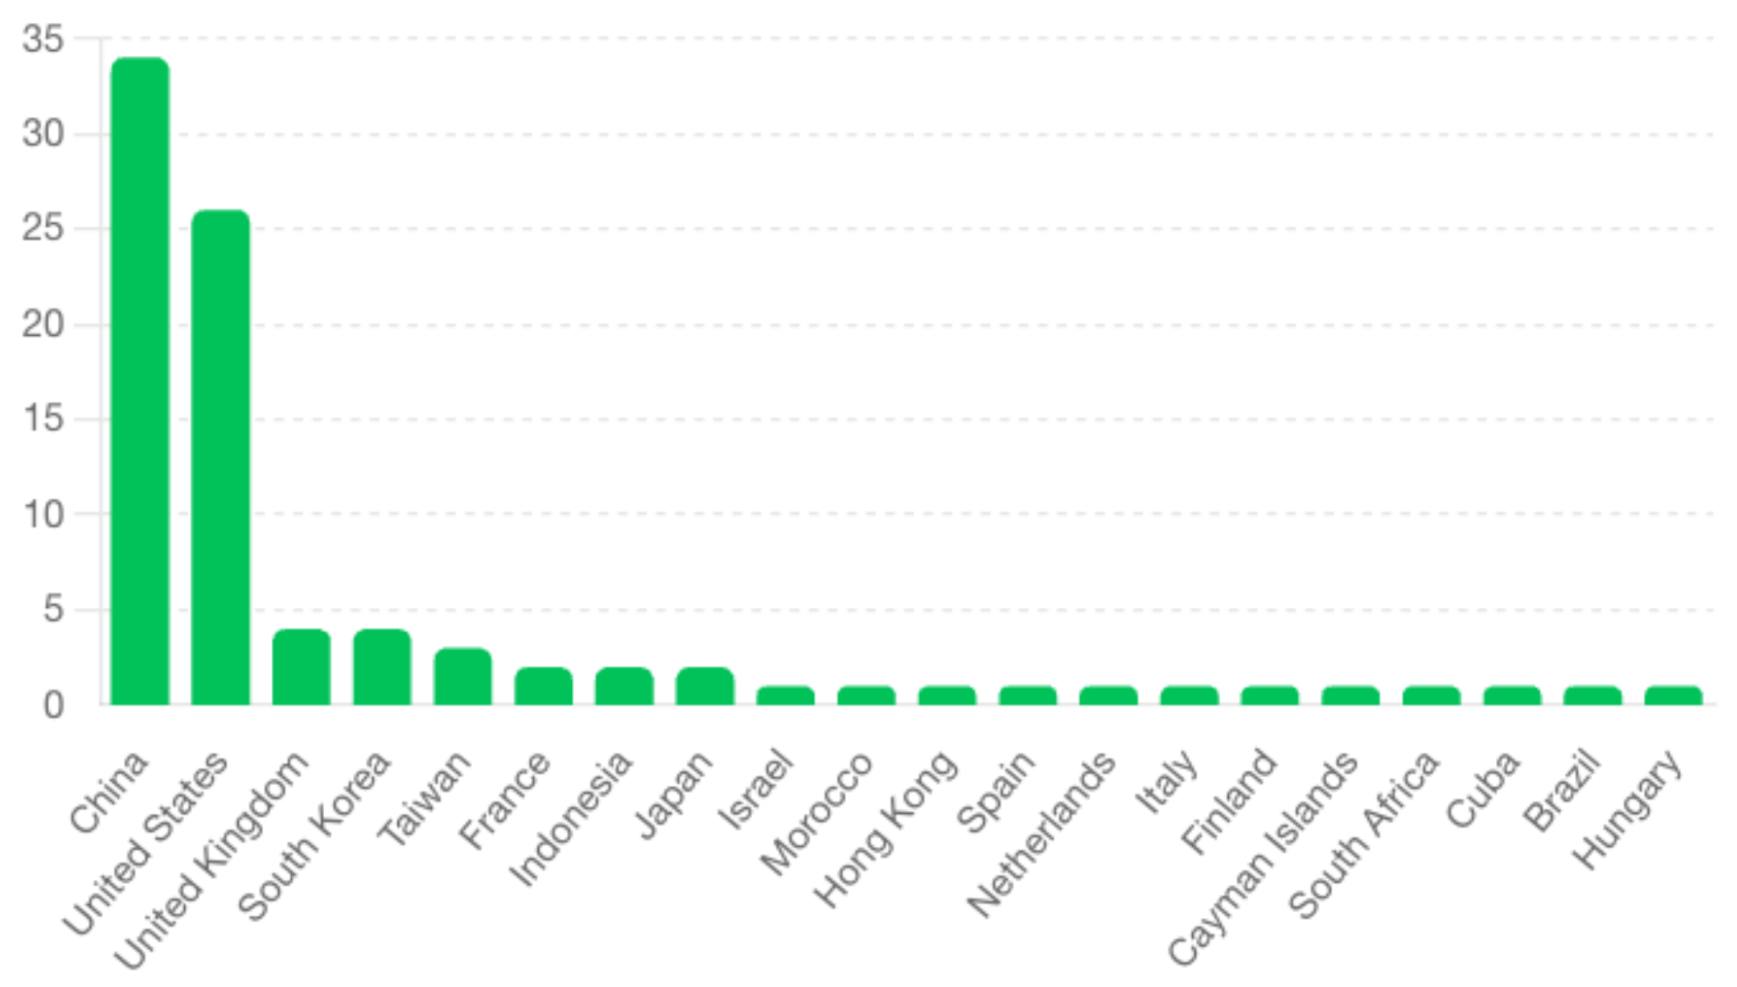 35
30
25
20
15
10
5
0
China
United States
United Kingdom
South Korea
Taiwan
France
Indonesia
Japan
Israel
Morocco
Hong Kong
Spain
Netherlands
Italy
Finland
Cayman Islands
South Africa
Cuba
Brazil
Hungary